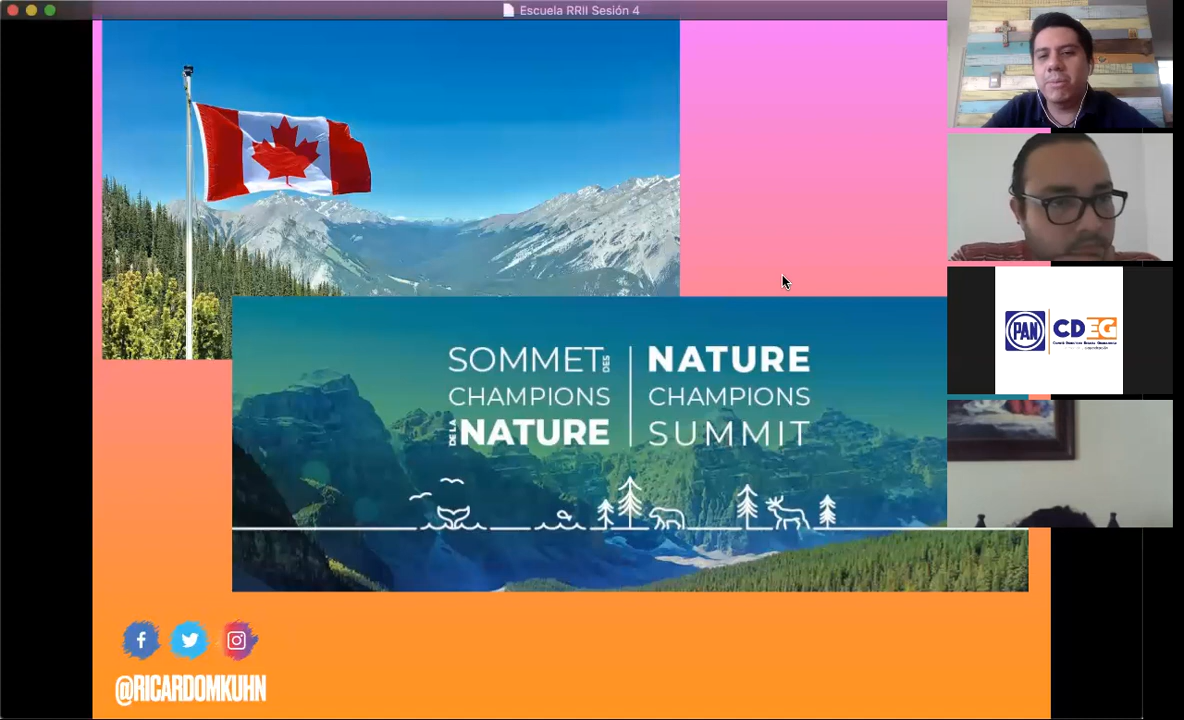 Escuela RRII Sesión 4
SOMMET DES
CHAMPIONS
DE LA NATURE
NATURE
CHAMPIONS
SUMMIT
PAN
CDEG
@RICARDOMKUHN